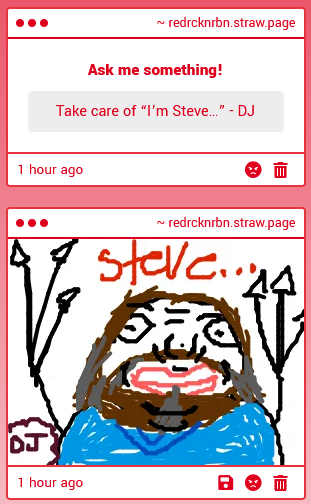 ~ redrcknrbn.straw.page
Ask me something!
Take care of “I’m Steve…” - DJ
1 hour ago
~ redrcknrbn.straw.page
steve...
DJ
1 hour ago